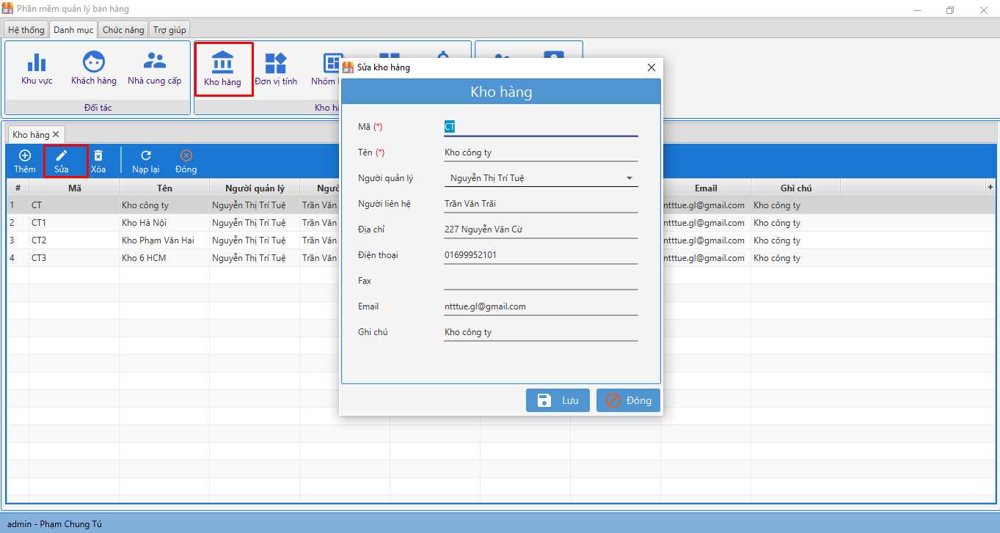 Phần mềm quản lý bán hàng
Hệ thống Danh mục Chức năng Trợ giúp
Khu vực Khách hàng Nhà cung cấp Kho hàng Đơn vị tính Nhóm
Đối tác Kho
Sửa kho hàng
Kho hàng
Mã (*) CT
Tên (*) Kho công ty
Người quản lý Nguyễn Thị Trí Tuệ
Người liên hệ Trần Văn Trãi
Địa chỉ 227 Nguyễn Văn Cừ
Điện thoại 01699952101
Fax
Email ntttue.gl@gmail.com
Ghi chú Kho công ty
Lưu Đóng
Kho hàng
Thêm Sửa Xóa Nạp lại Đóng
# Mã Tên Người quản lý Email Ghi chú +
1 CT Kho công ty Nguyễn Thị Trí Tuệ Trần Văn ntttue.gl@gmail.com Kho công ty
2 CT1 Kho Hà Nội Nguyễn Thị Trí Tuệ Trần Văn ntttue.gl@gmail.com Kho công ty
3 CT2 Kho Phạm Văn Hai Nguyễn Thị Trí Tuệ Trần Văn ntttue.gl@gmail.com Kho công ty
4 CT3 Kho 6 HCM Nguyễn Thị Trí Tuệ Trần Văn ntttue.gl@gmail.com Kho công ty
admin - Phạm Chung Tú